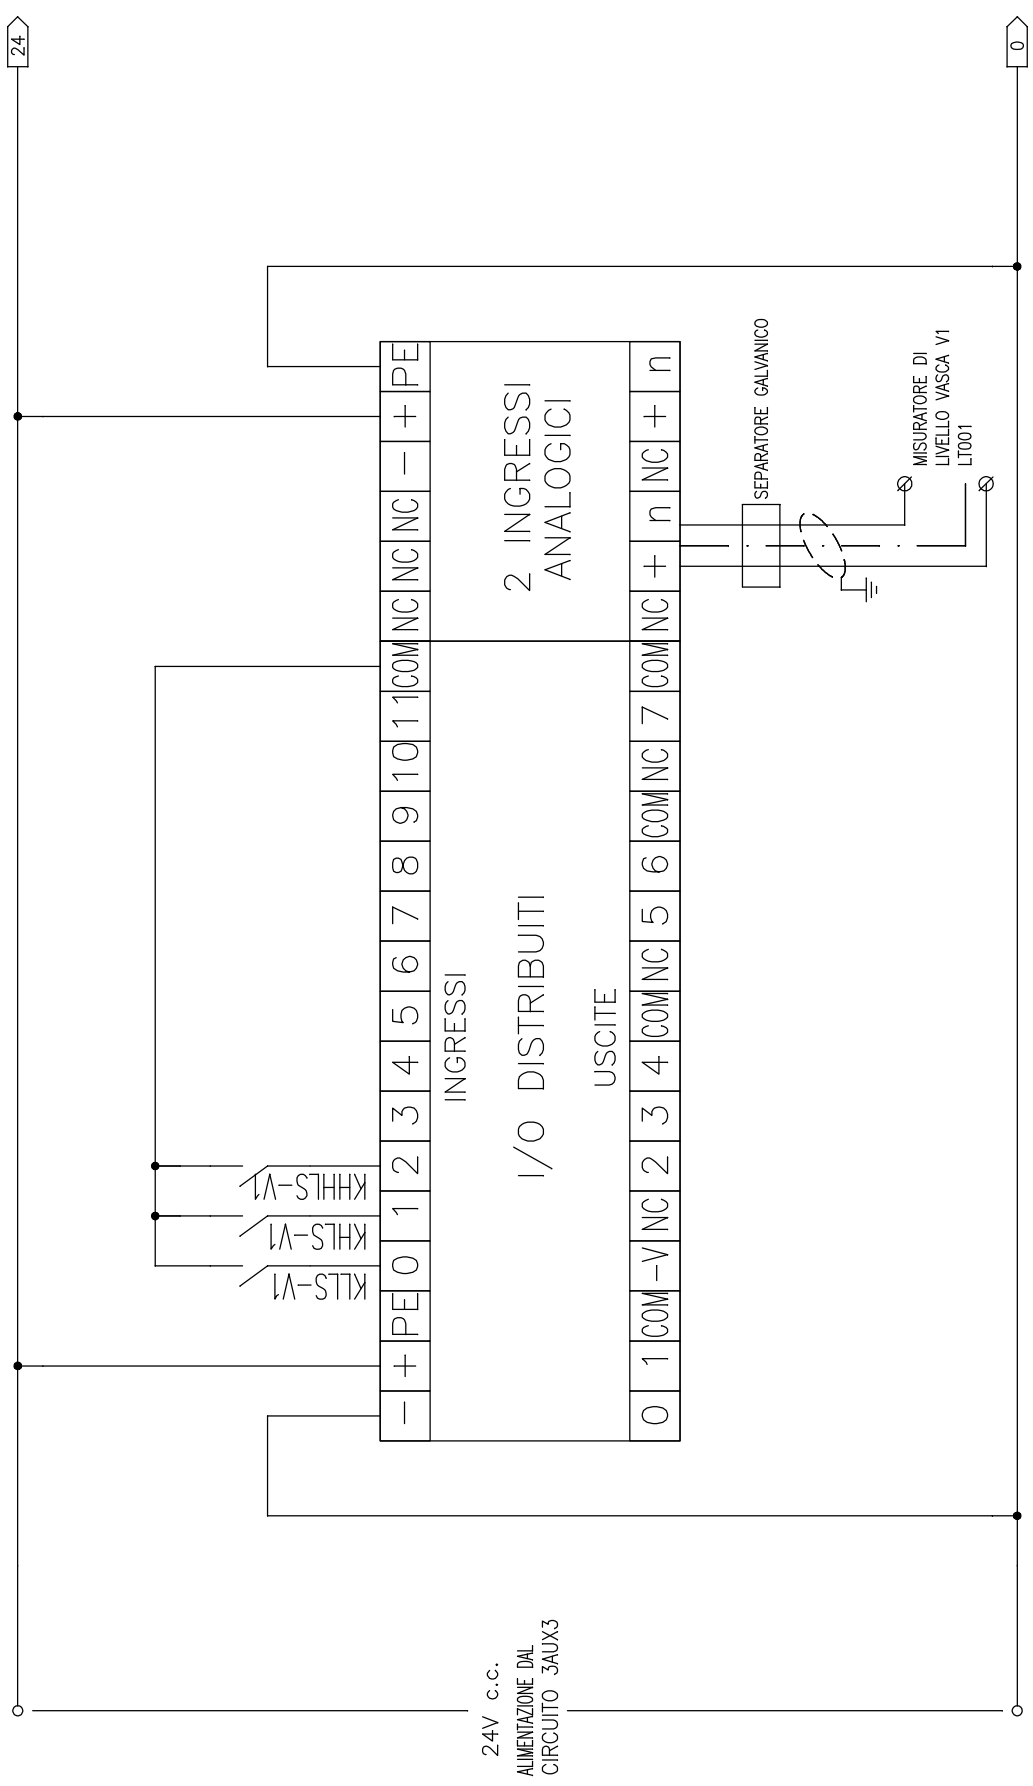 24
24V c.c.
ALIMENTAZIONE DAL
CIRCUITO 3AUX3
0
KLLS-V1
KHLS-V1
KHHLS-V1
- + PE 0 1 2 3 4 5 6 7 8 9 10 11 COM NC NC NC - + PE
INGRESSI
I/O DISTRIBUITI
USCITE
2 INGRESSI
ANALOGICI
0 1 COM -V NC 2 3 4 COM NC 5 6 COM NC 7 COM NC + n NC + n
SEPARATORE GALVANICO
MISURATORE DI
LIVELLO VASCA V1
LT001